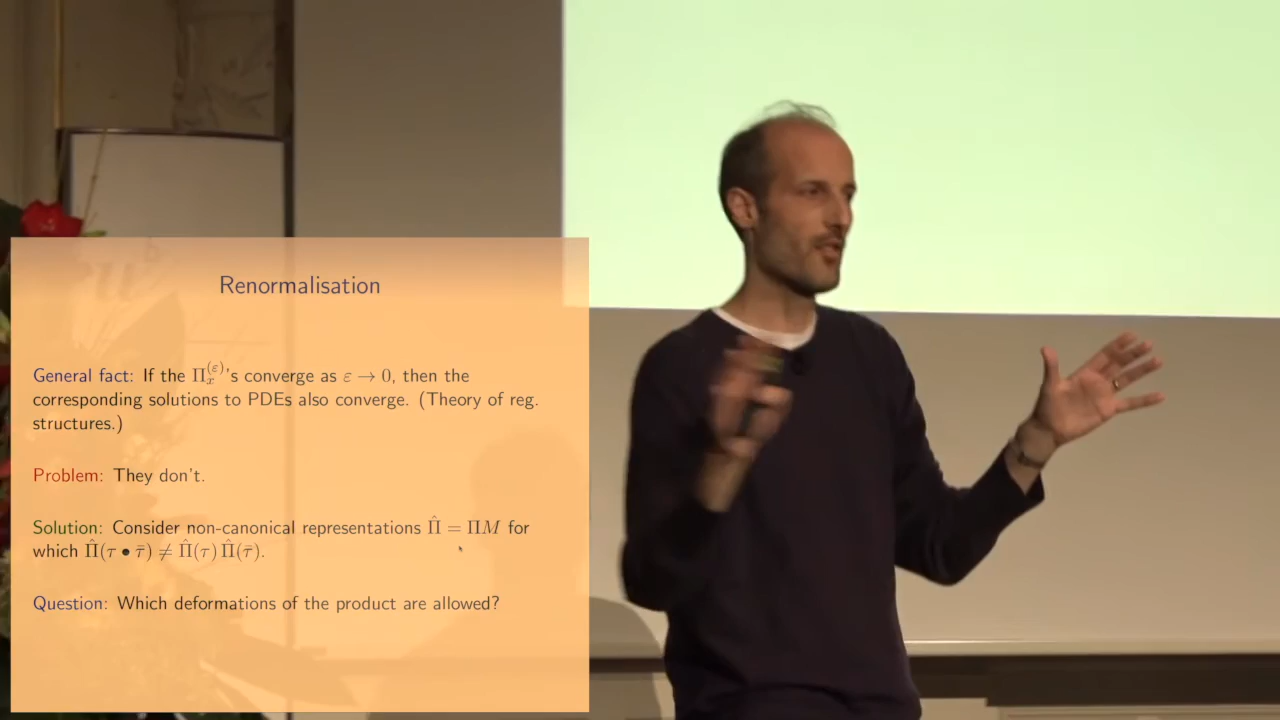 Renormalisation
General fact: If the Π_x^{(ε)}'s converge as ε → 0, then the
corresponding solutions to PDEs also converge. (Theory of reg.
structures.)
Problem: They don't.
Solution: Consider non-canonical representations Π̂ = ΠM for
which Π̂(τ • τ̄) ≠ Π̂(τ) Π̂(τ̄).
Question: Which deformations of the product are allowed?